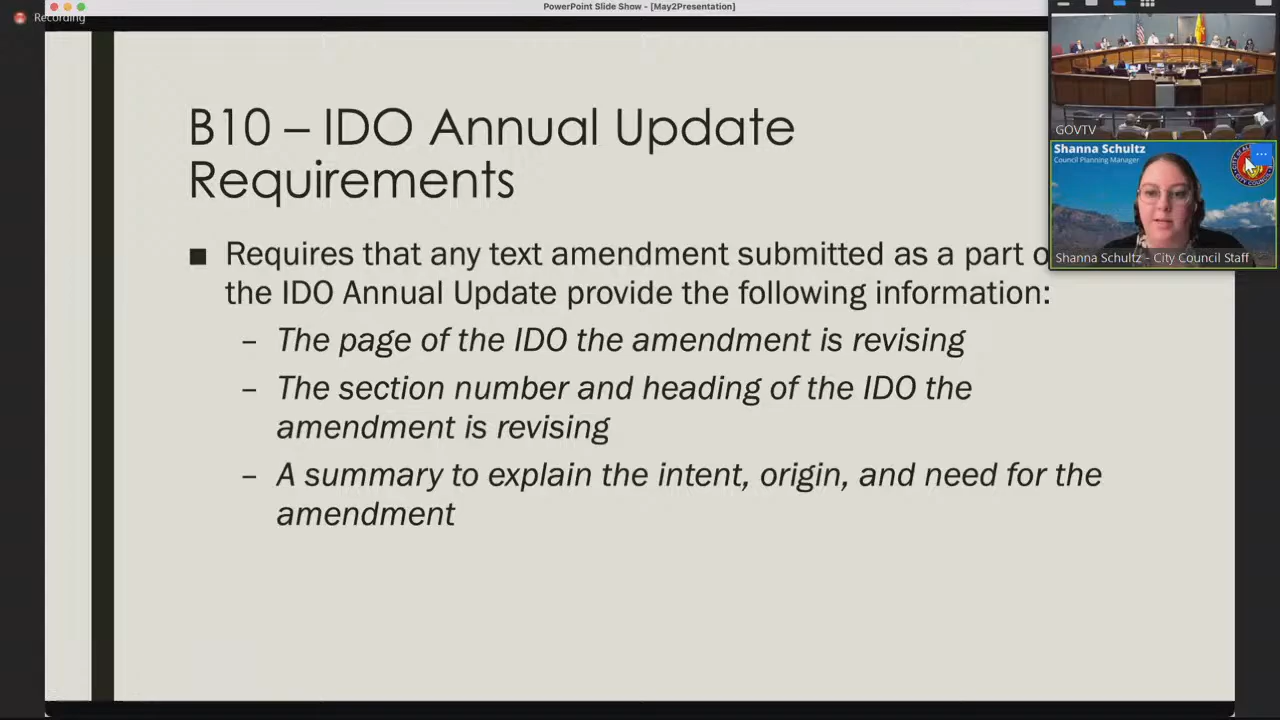 Recording
PowerPoint Slide Show - [May2Presentation]
B10 – IDO Annual Update
Requirements
■ Requires that any text amendment submitted as a part o
the IDO Annual Update provide the following information:
– The page of the IDO the amendment is revising
– The section number and heading of the IDO the
amendment is revising
– A summary to explain the intent, origin, and need for the
amendment
GOVTV
Shanna Schultz
Council Planning Manager
Shanna Schultz - City Council Staff